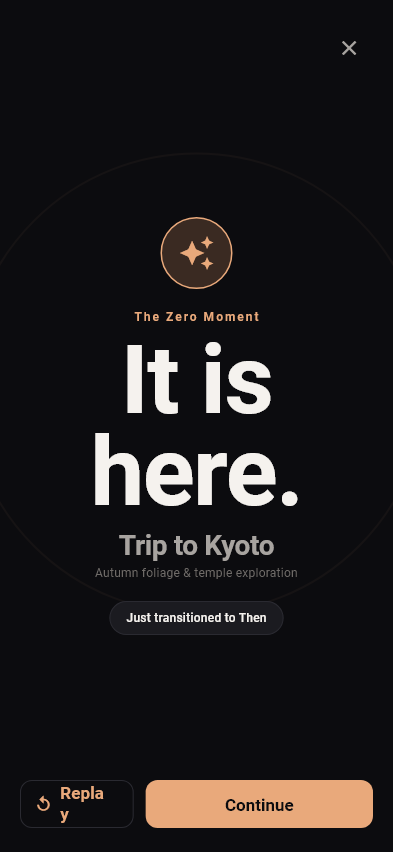 The Zero Moment
It is
here.
Trip to Kyoto
Autumn foliage & temple exploration
Just transitioned to Then
Repla
y
Continue